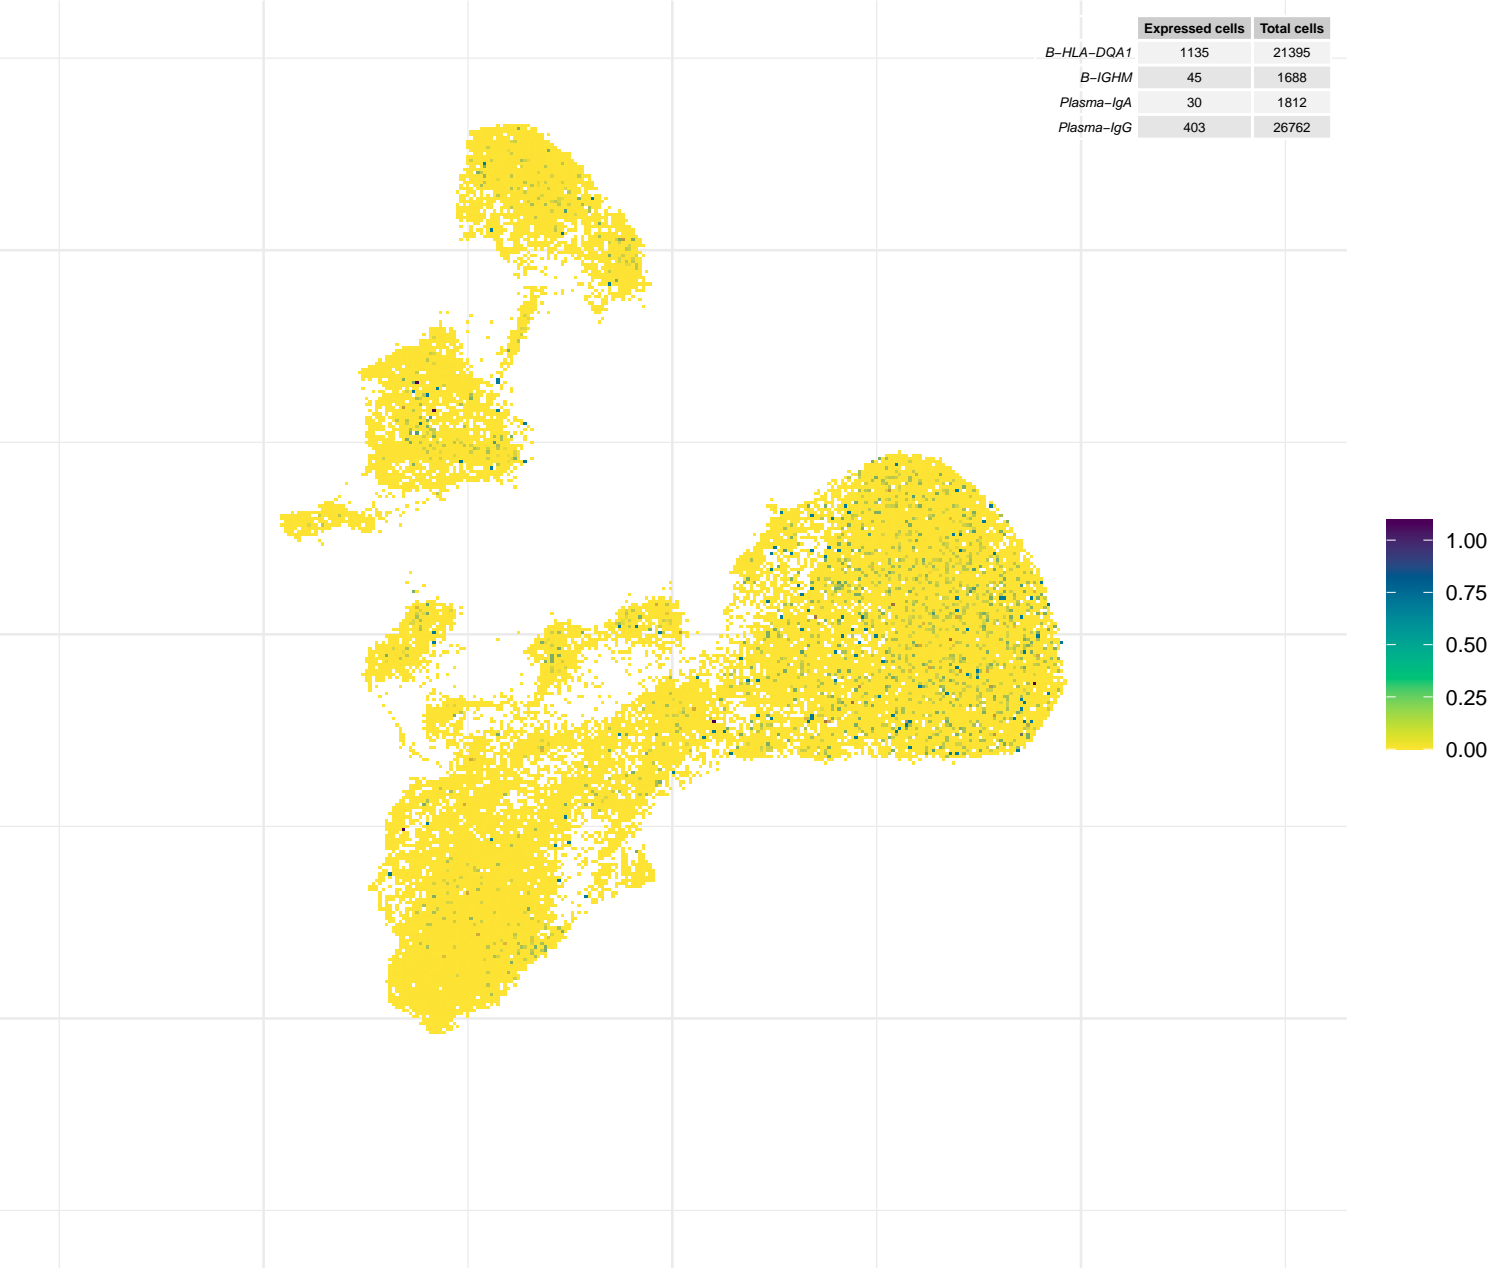 Expressed cells Total cells
B−HLA−DQA1 1135 21395
B−IGHM 45 1688
Plasma−IgA 30 1812
Plasma−IgG 403 26762
1.00
0.75
0.50
0.25
0.00